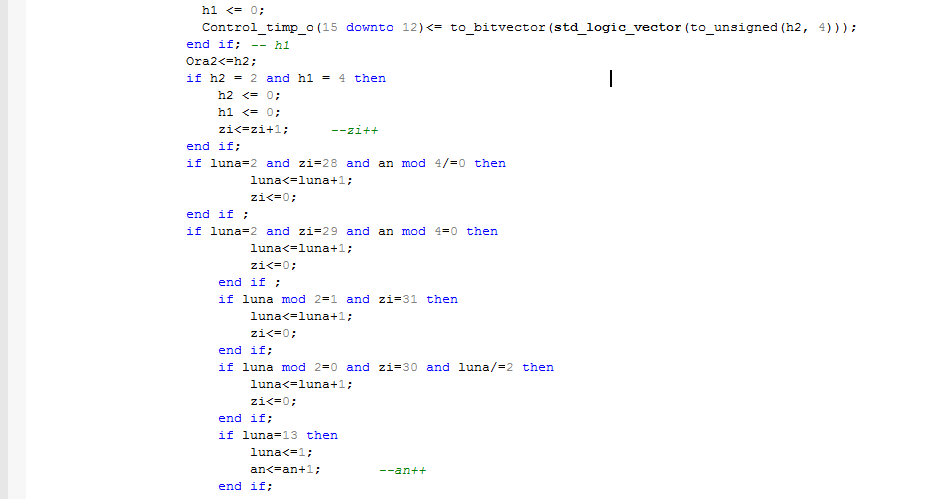 h1 <= 0;
Control_timp_o(15 downto 12)<= to_bitvector(std_logic_vector(to_unsigned(h2, 4)));
end if; -- h1
Ora2<=h2;
if h2 = 2 and h1 = 4 then
h2 <= 0;
h1 <= 0;
zi<=zi+1; --zi++
end if;
if luna=2 and zi=28 and an mod 4/=0 then
luna<=luna+1;
zi<=0;
end if ;
if luna=2 and zi=29 and an mod 4=0 then
luna<=luna+1;
zi<=0;
end if ;
if luna mod 2=1 and zi=31 then
luna<=luna+1;
zi<=0;
end if;
if luna mod 2=0 and zi=30 and luna/=2 then
luna<=luna+1;
zi<=0;
end if;
if luna=13 then
luna<=1;
an<=an+1; --an++
end if;